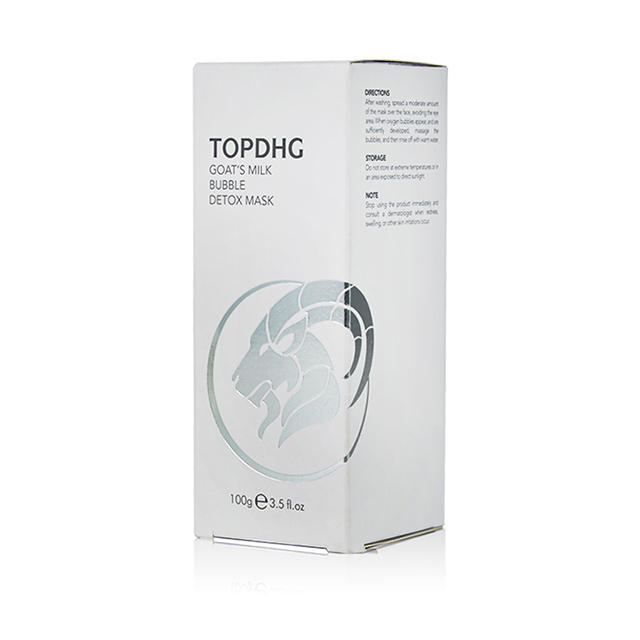 TOPDHG
GOAT'S MILK
BUBBLE
DETOX MASK
100g e 3.5 fl.oz
DIRECTIONS
After washing, spread a moderate amount
of the mask over the face, avoiding the eye
area. When oxygen bubbles appear, and are
sufficiently developed, massage the
bubbles, and then rinse off with warm water
STORAGE
Do not store at extreme temperatures or in
an area exposed to direct sunlight.
NOTE
Stop using the product immediately and
consult a dermatologist when redness,
swelling, or other skin irritations occur.